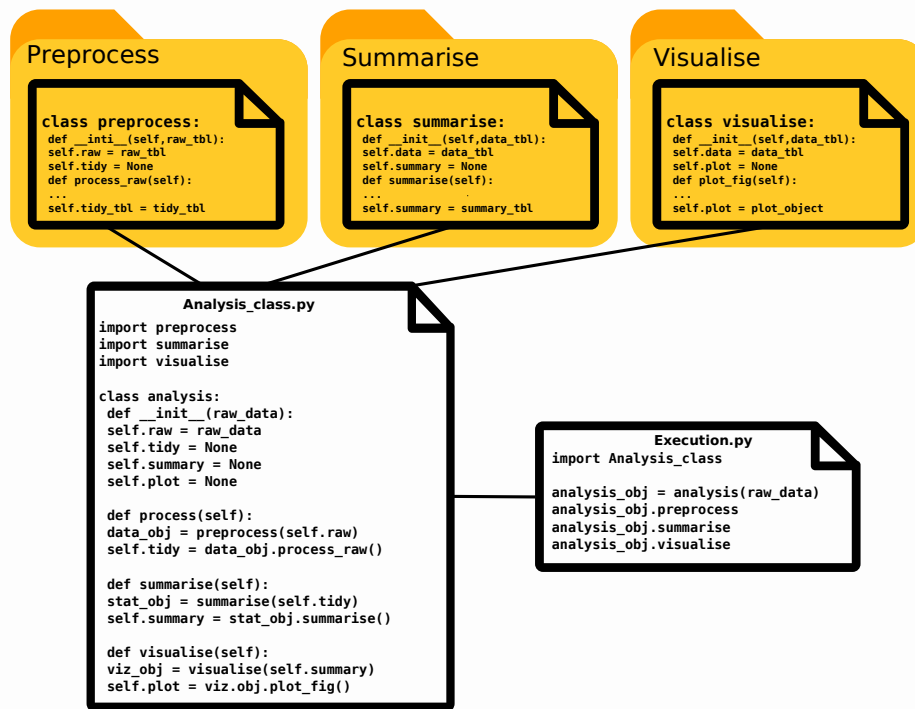 Preprocess
class preprocess:
def __inti__(self,raw_tbl):
self.raw = raw_tbl
self.tidy = None
def process_raw(self):
...
self.tidy_tbl = tidy_tbl
Summarise
class summarise:
def __init__(self,data_tbl):
self.data = data_tbl
self.summary = None
def summarise(self):
...
self.summary = summary_tbl
Visualise
class visualise:
def __init__(self,data_tbl):
self.data = data_tbl
self.plot = None
def plot_fig(self):
...
self.plot = plot_object
Analysis_class.py
import preprocess
import summarise
import visualise
class analysis:
def __init__(raw_data):
self.raw = raw_data
self.tidy = None
self.summary = None
self.plot = None
def process(self):
data_obj = preprocess(self.raw)
self.tidy = data_obj.process_raw()
def summarise(self):
stat_obj = summarise(self.tidy)
self.summary = stat_obj.summarise()
def visualise(self):
viz_obj = visualise(self.summary)
self.plot = viz.obj.plot_fig()
Execution.py
import Analysis_class
analysis_obj = analysis(raw_data)
analysis_obj.preprocess
analysis_obj.summarise
analysis_obj.visualise